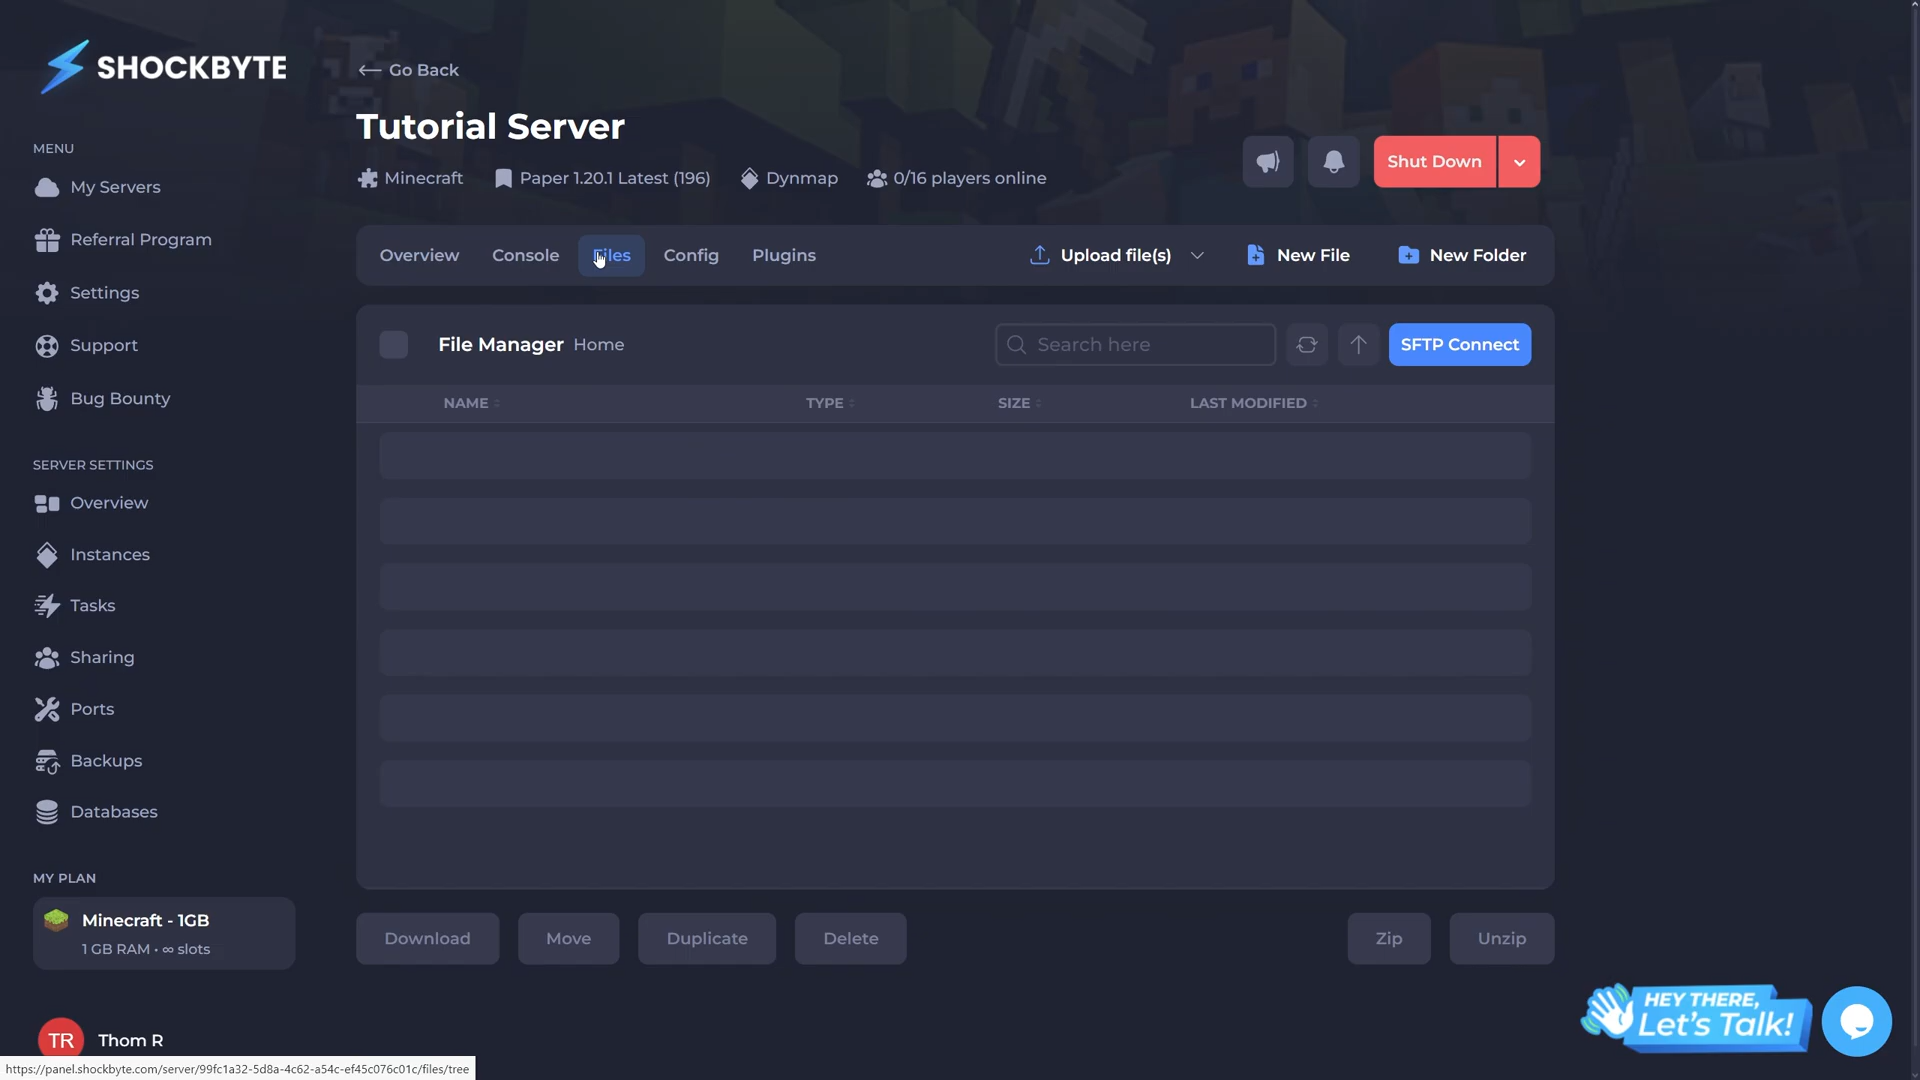 SHOCKBYTE
Go Back
Tutorial Server
Minecraft
Paper 1.20.1 Latest (196)
Dynmap
0/16 players online
Shut Down
MENU
My Servers
Referral Program
Settings
Support
Bug Bounty
SERVER SETTINGS
Overview
Instances
Tasks
Sharing
Ports
Backups
Databases
MY PLAN
Minecraft - 1GB
1 GB RAM • ∞ slots
TR
Thom R
Overview
Console
Files
Config
Plugins
Upload file(s)
New File
New Folder
File Manager
Home
Search here
SFTP Connect
NAME
TYPE
SIZE
LAST MODIFIED
Download
Move
Duplicate
Delete
Zip
Unzip
HEY THERE,
Let's Talk!
https://panel.shockbyte.com/server/99fc1a32-5d8a-4c62-a54c-ef45c076c01c/files/tree